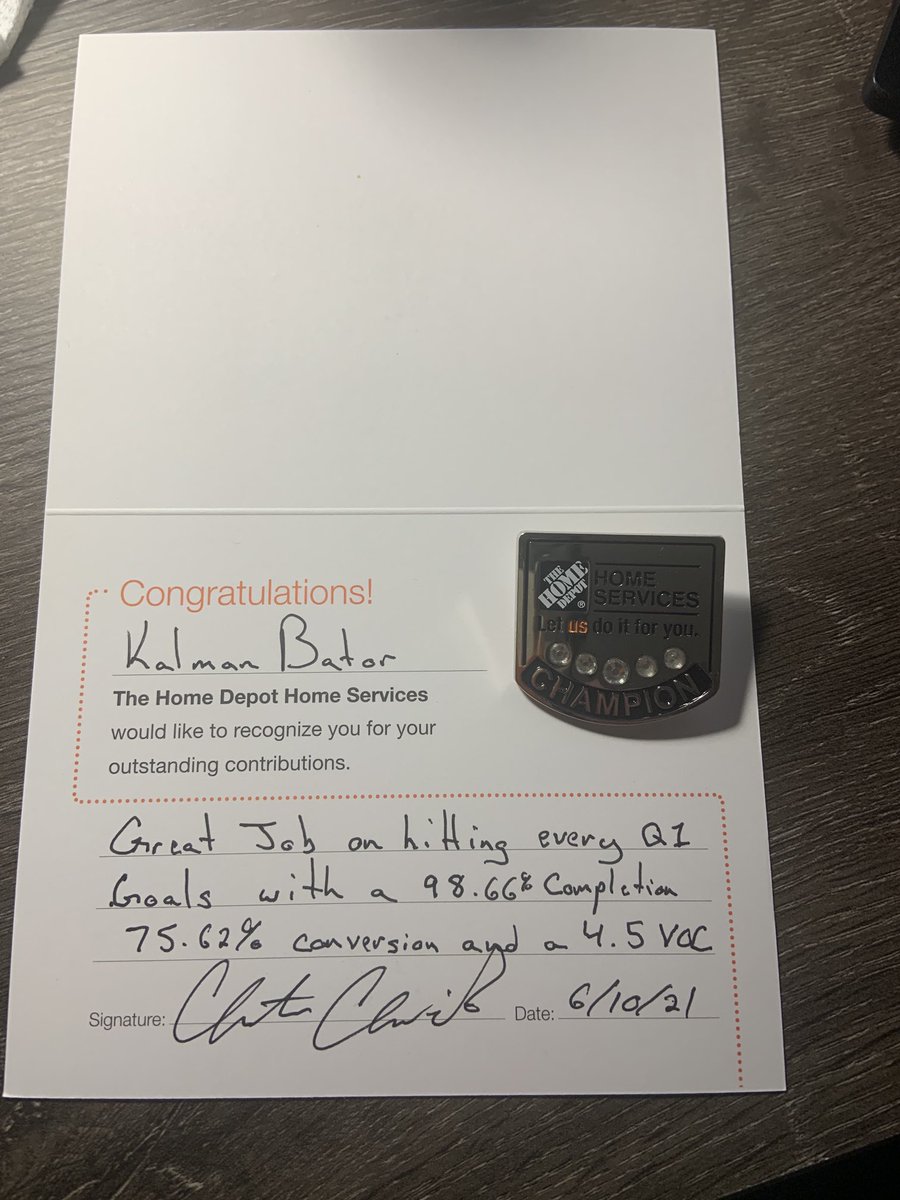 Congratulations!
Kalman Bator
The Home Depot Home Services
would like to recognize you for your
outstanding contributions.
THE
HOME
DEPOT
®
HOME
SERVICES
Let us do it for you.
CHAMPION
Great Job on hitting every Q1
Goals with a 98.66% Completion
75.62% conversion and a 4.5 VOC
Signature:
Date: 6/10/21